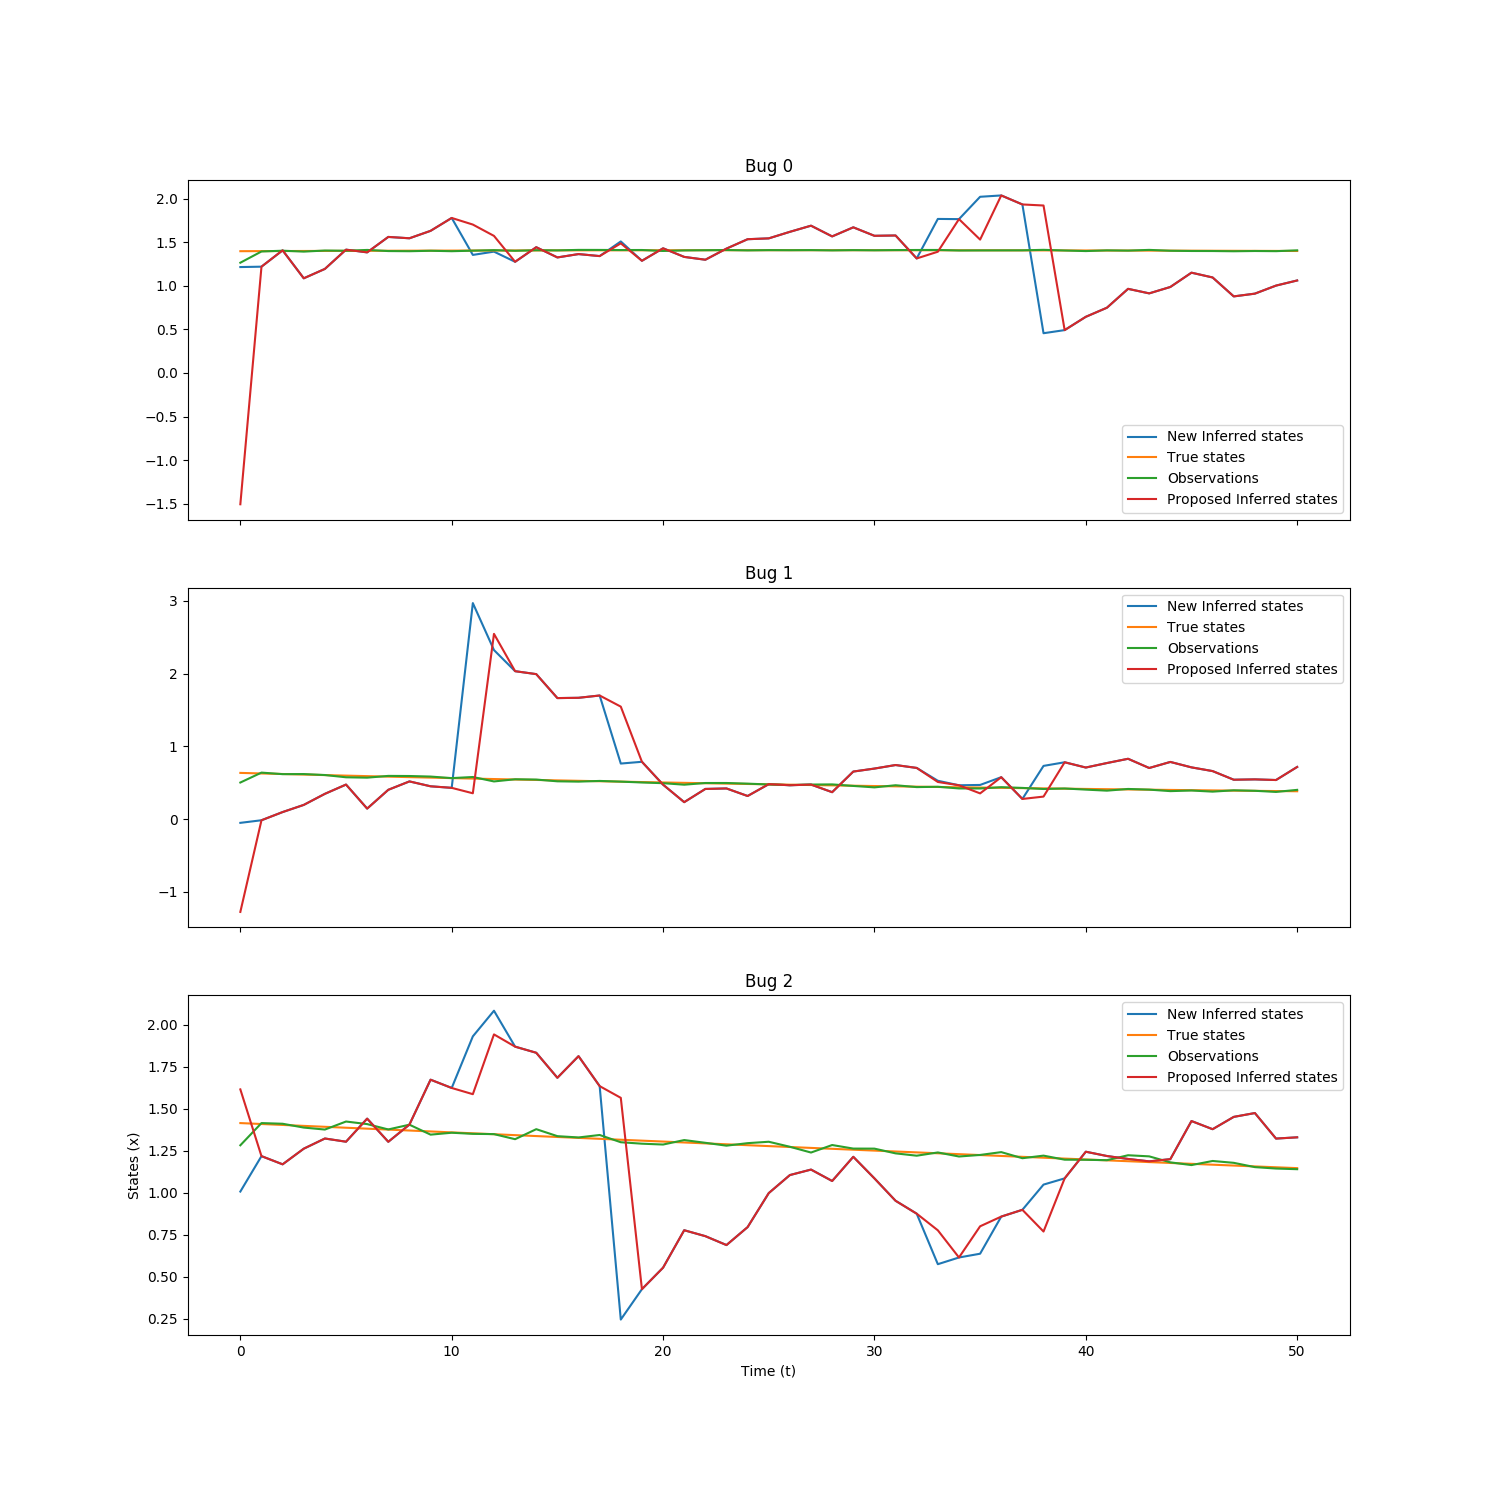 Bug 0
2.0
1.5
1.0
0.5
0.0
−0.5
−1.0
−1.5
New Inferred states
True states
Observations
Proposed Inferred states
Bug 1
3
2
1
0
−1
New Inferred states
True states
Observations
Proposed Inferred states
Bug 2
2.00
1.75
1.50
1.25
1.00
0.75
0.50
0.25
States (x)
New Inferred states
True states
Observations
Proposed Inferred states
0 10 20 30 40 50
Time (t)